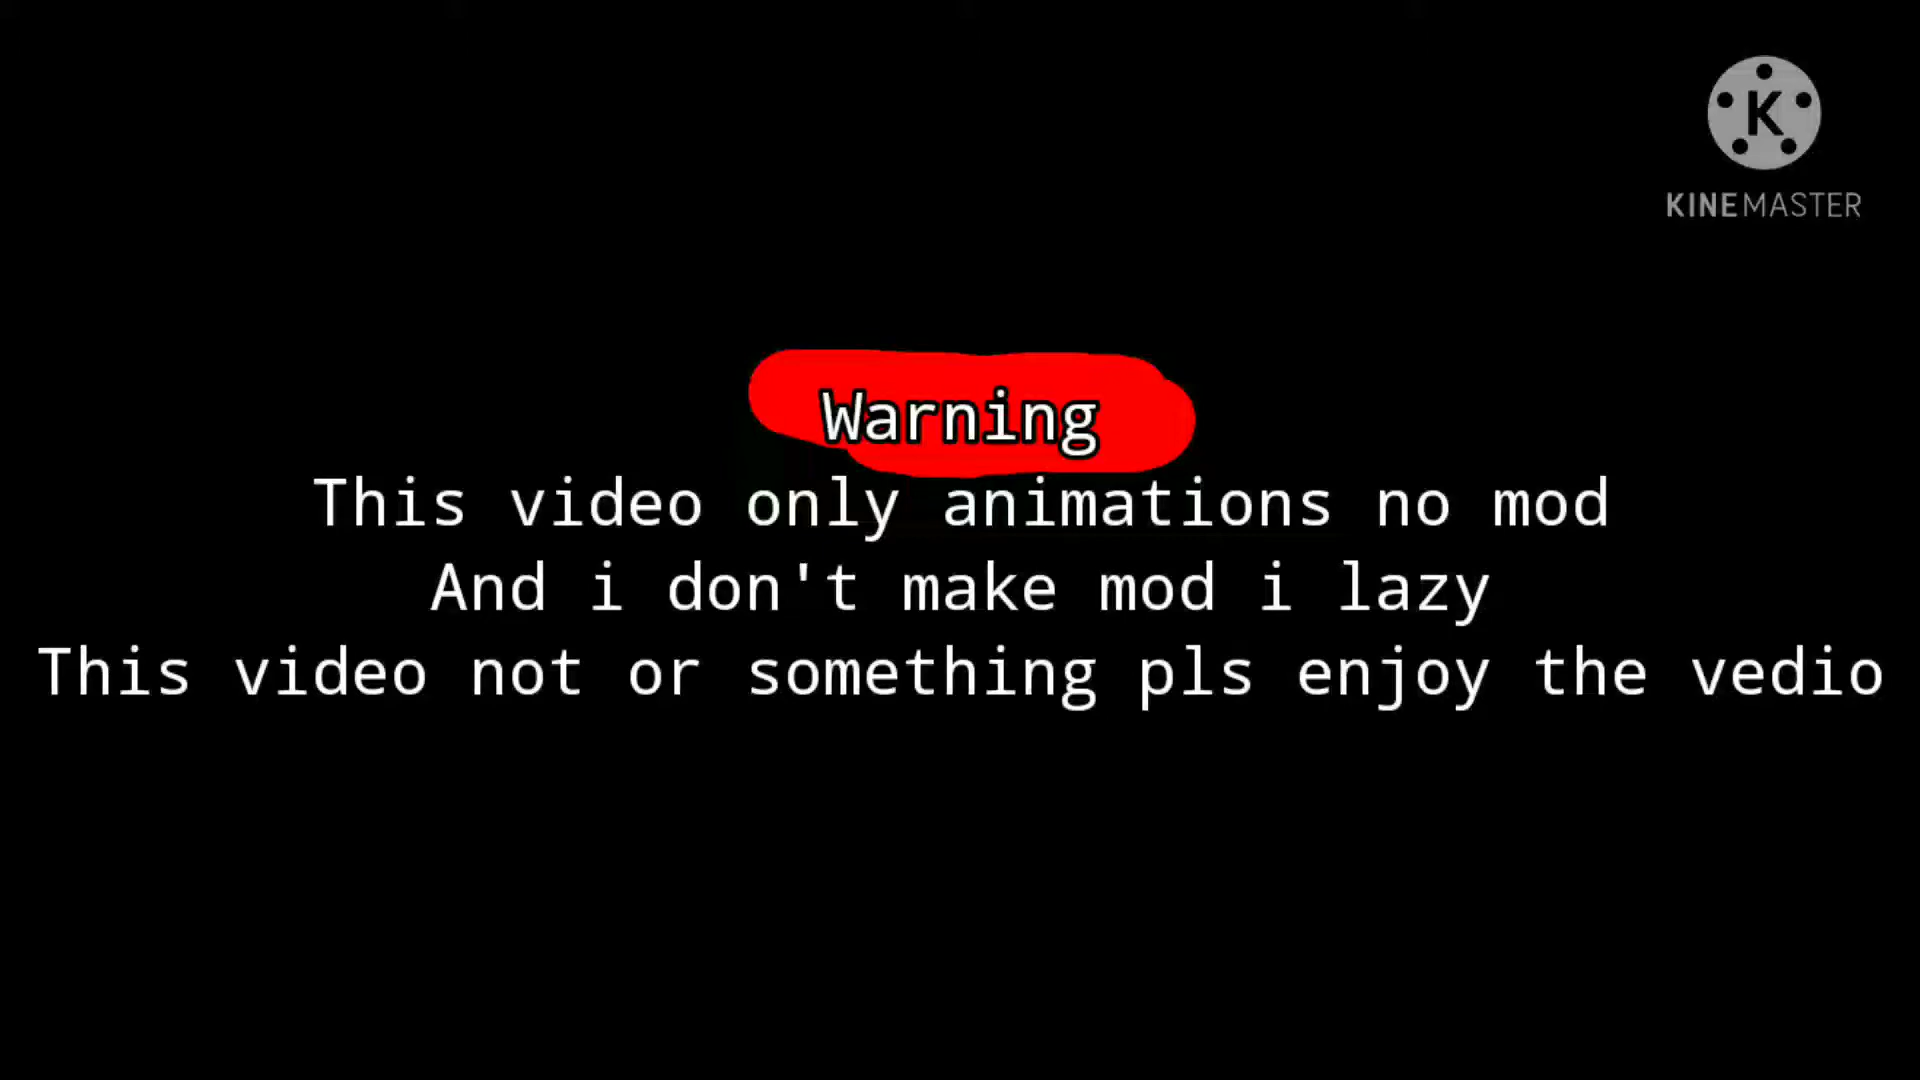 K
KINEMASTER
Warning
This video only animations no mod
And i don't make mod i lazy
This video not or something pls enjoy the vedio